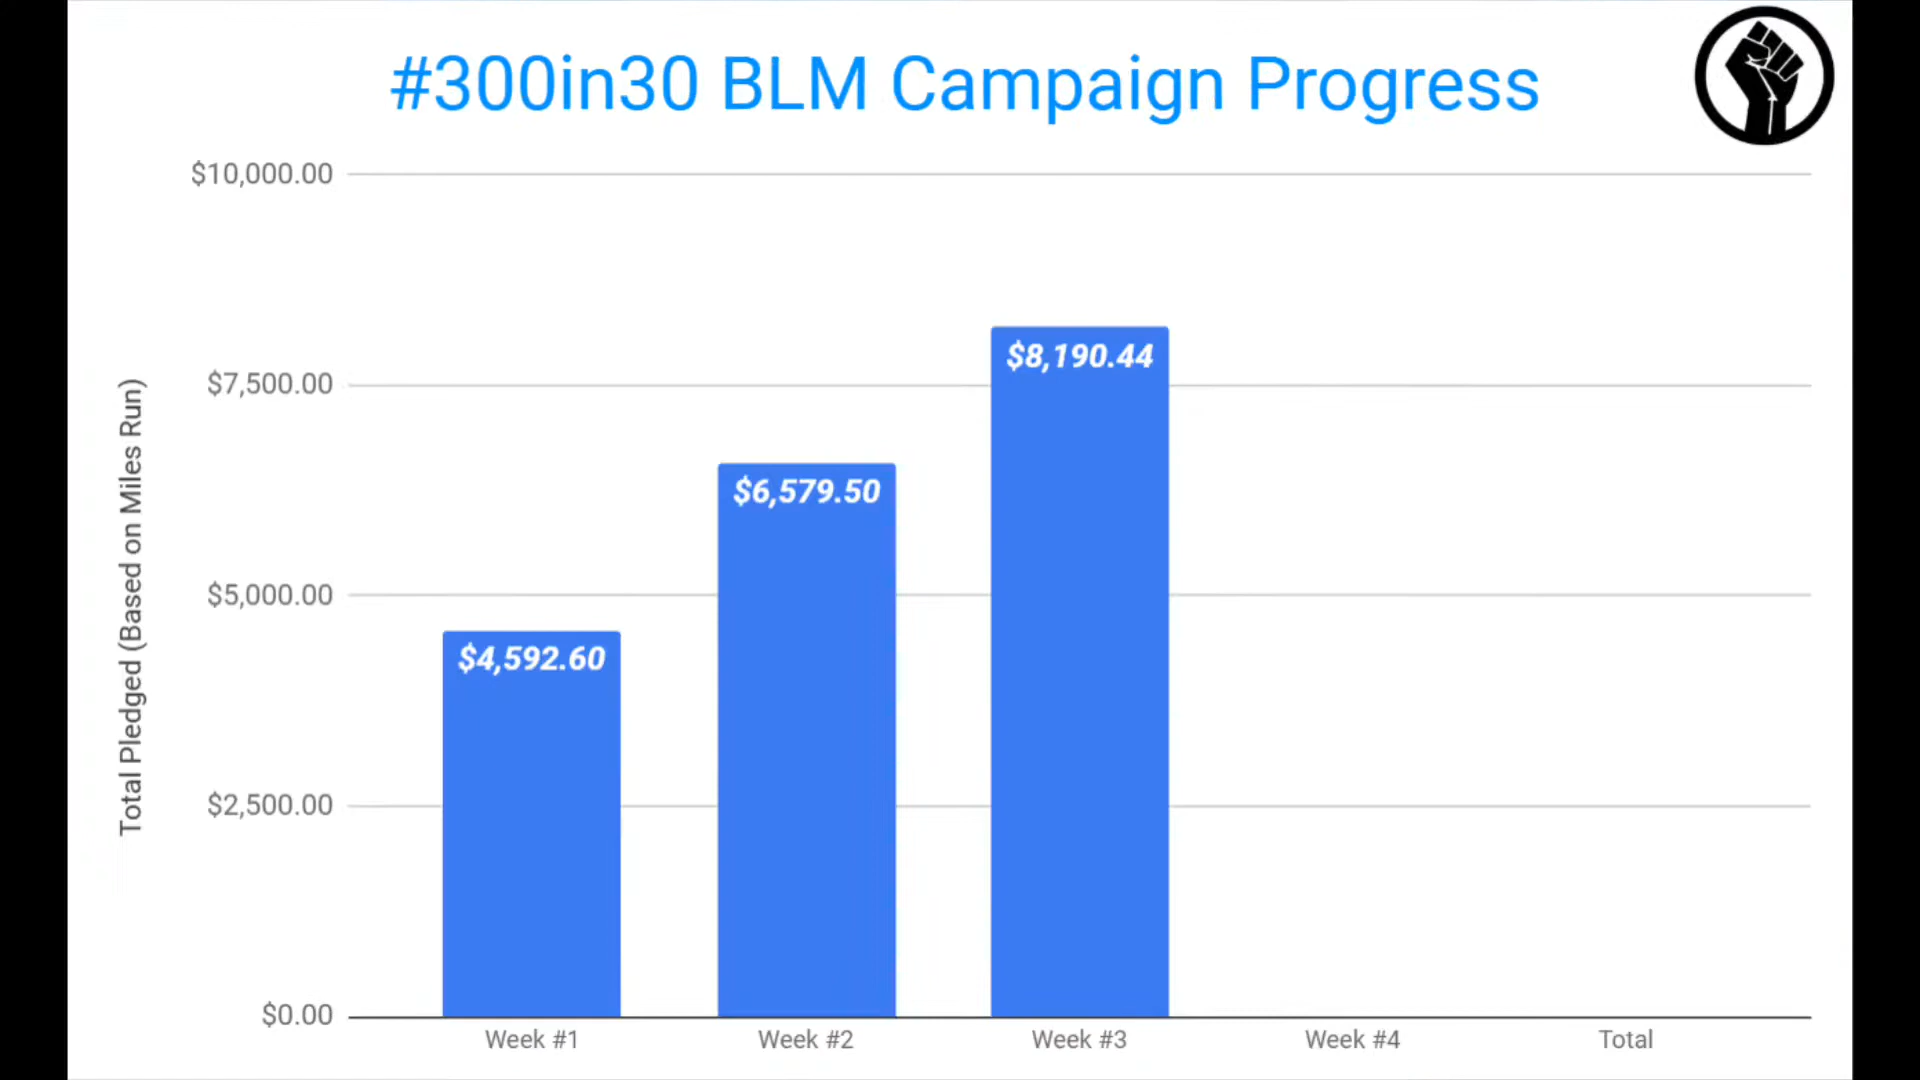 #300in30 BLM Campaign Progress
Total Pledged (Based on Miles Run)
$10,000.00
$7,500.00
$5,000.00
$2,500.00
$0.00
$4,592.60
$6,579.50
$8,190.44
Week #1
Week #2
Week #3
Week #4
Total